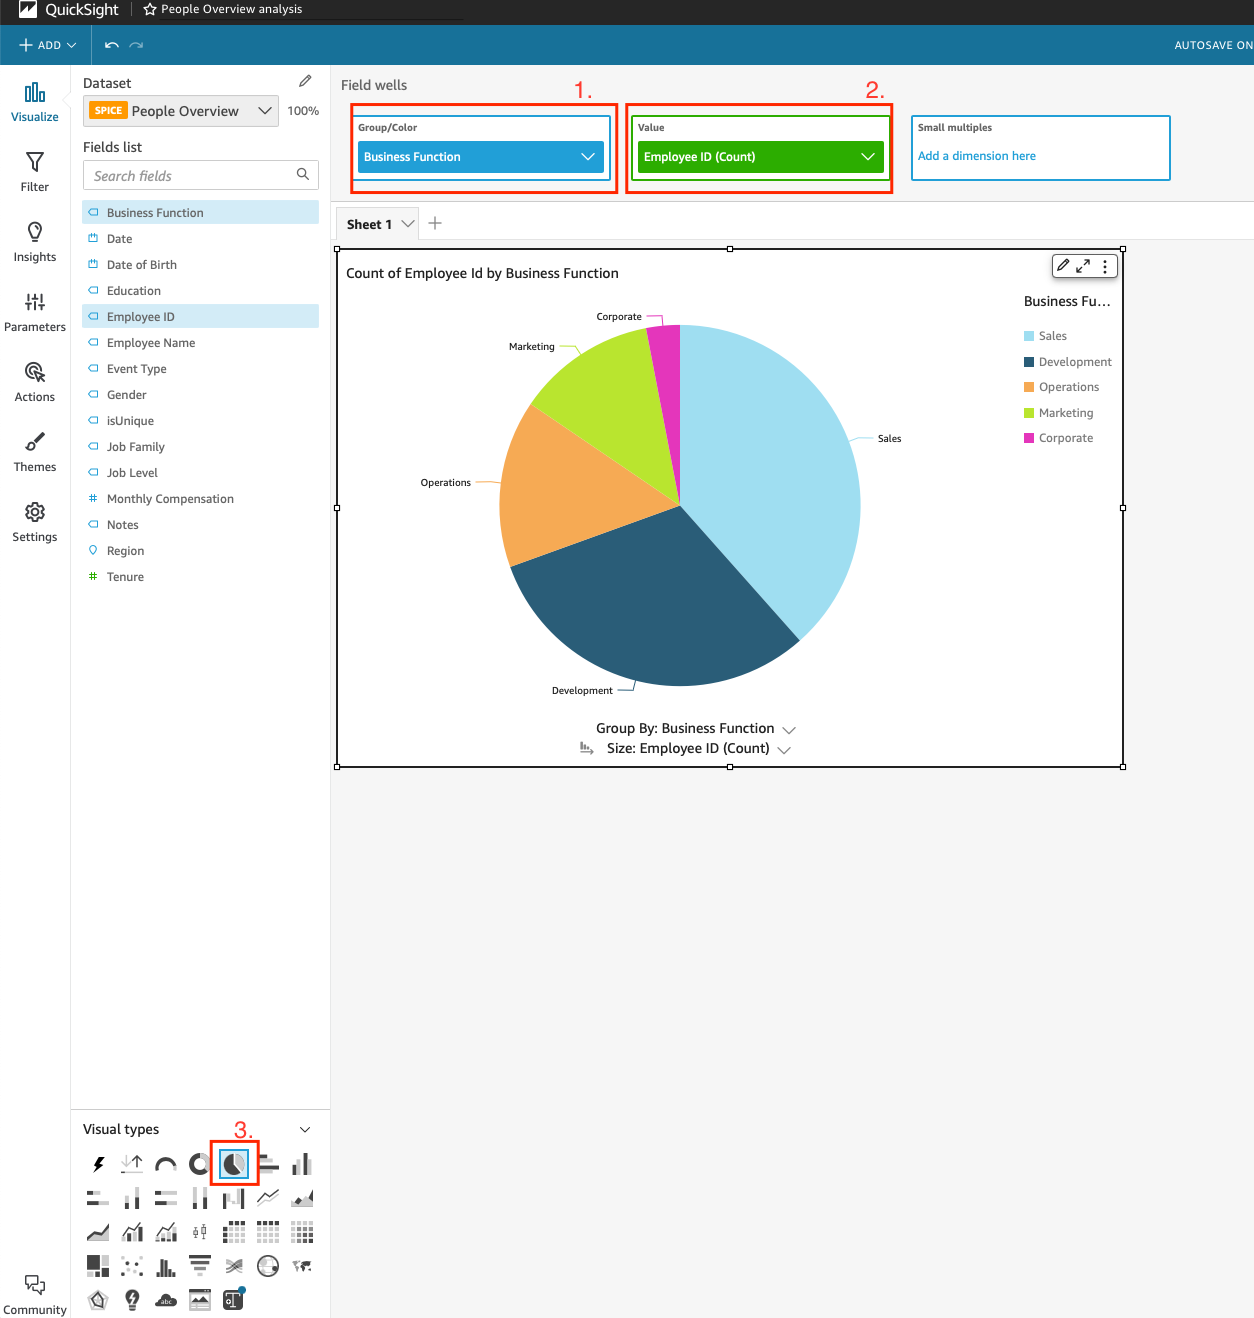 QuickSight
People Overview analysis
ADD
AUTOSAVE ON
Visualize
Filter
Insights
Parameters
Actions
Themes
Settings
Community
Dataset
SPICE People Overview 100%
Fields list
Search fields
Business Function
Date
Date of Birth
Education
Employee ID
Employee Name
Event Type
Gender
isUnique
Job Family
Job Level
Monthly Compensation
Notes
Region
Tenure
Visual types
3.
abc
Field wells
1.
2.
Group/Color
Business Function
Value
Employee ID (Count)
Small multiples
Add a dimension here
Sheet 1
Count of Employee Id by Business Function
Corporate
Marketing
Sales
Operations
Development
Business Fu...
Sales
Development
Operations
Marketing
Corporate
Group By: Business Function
Size: Employee ID (Count)